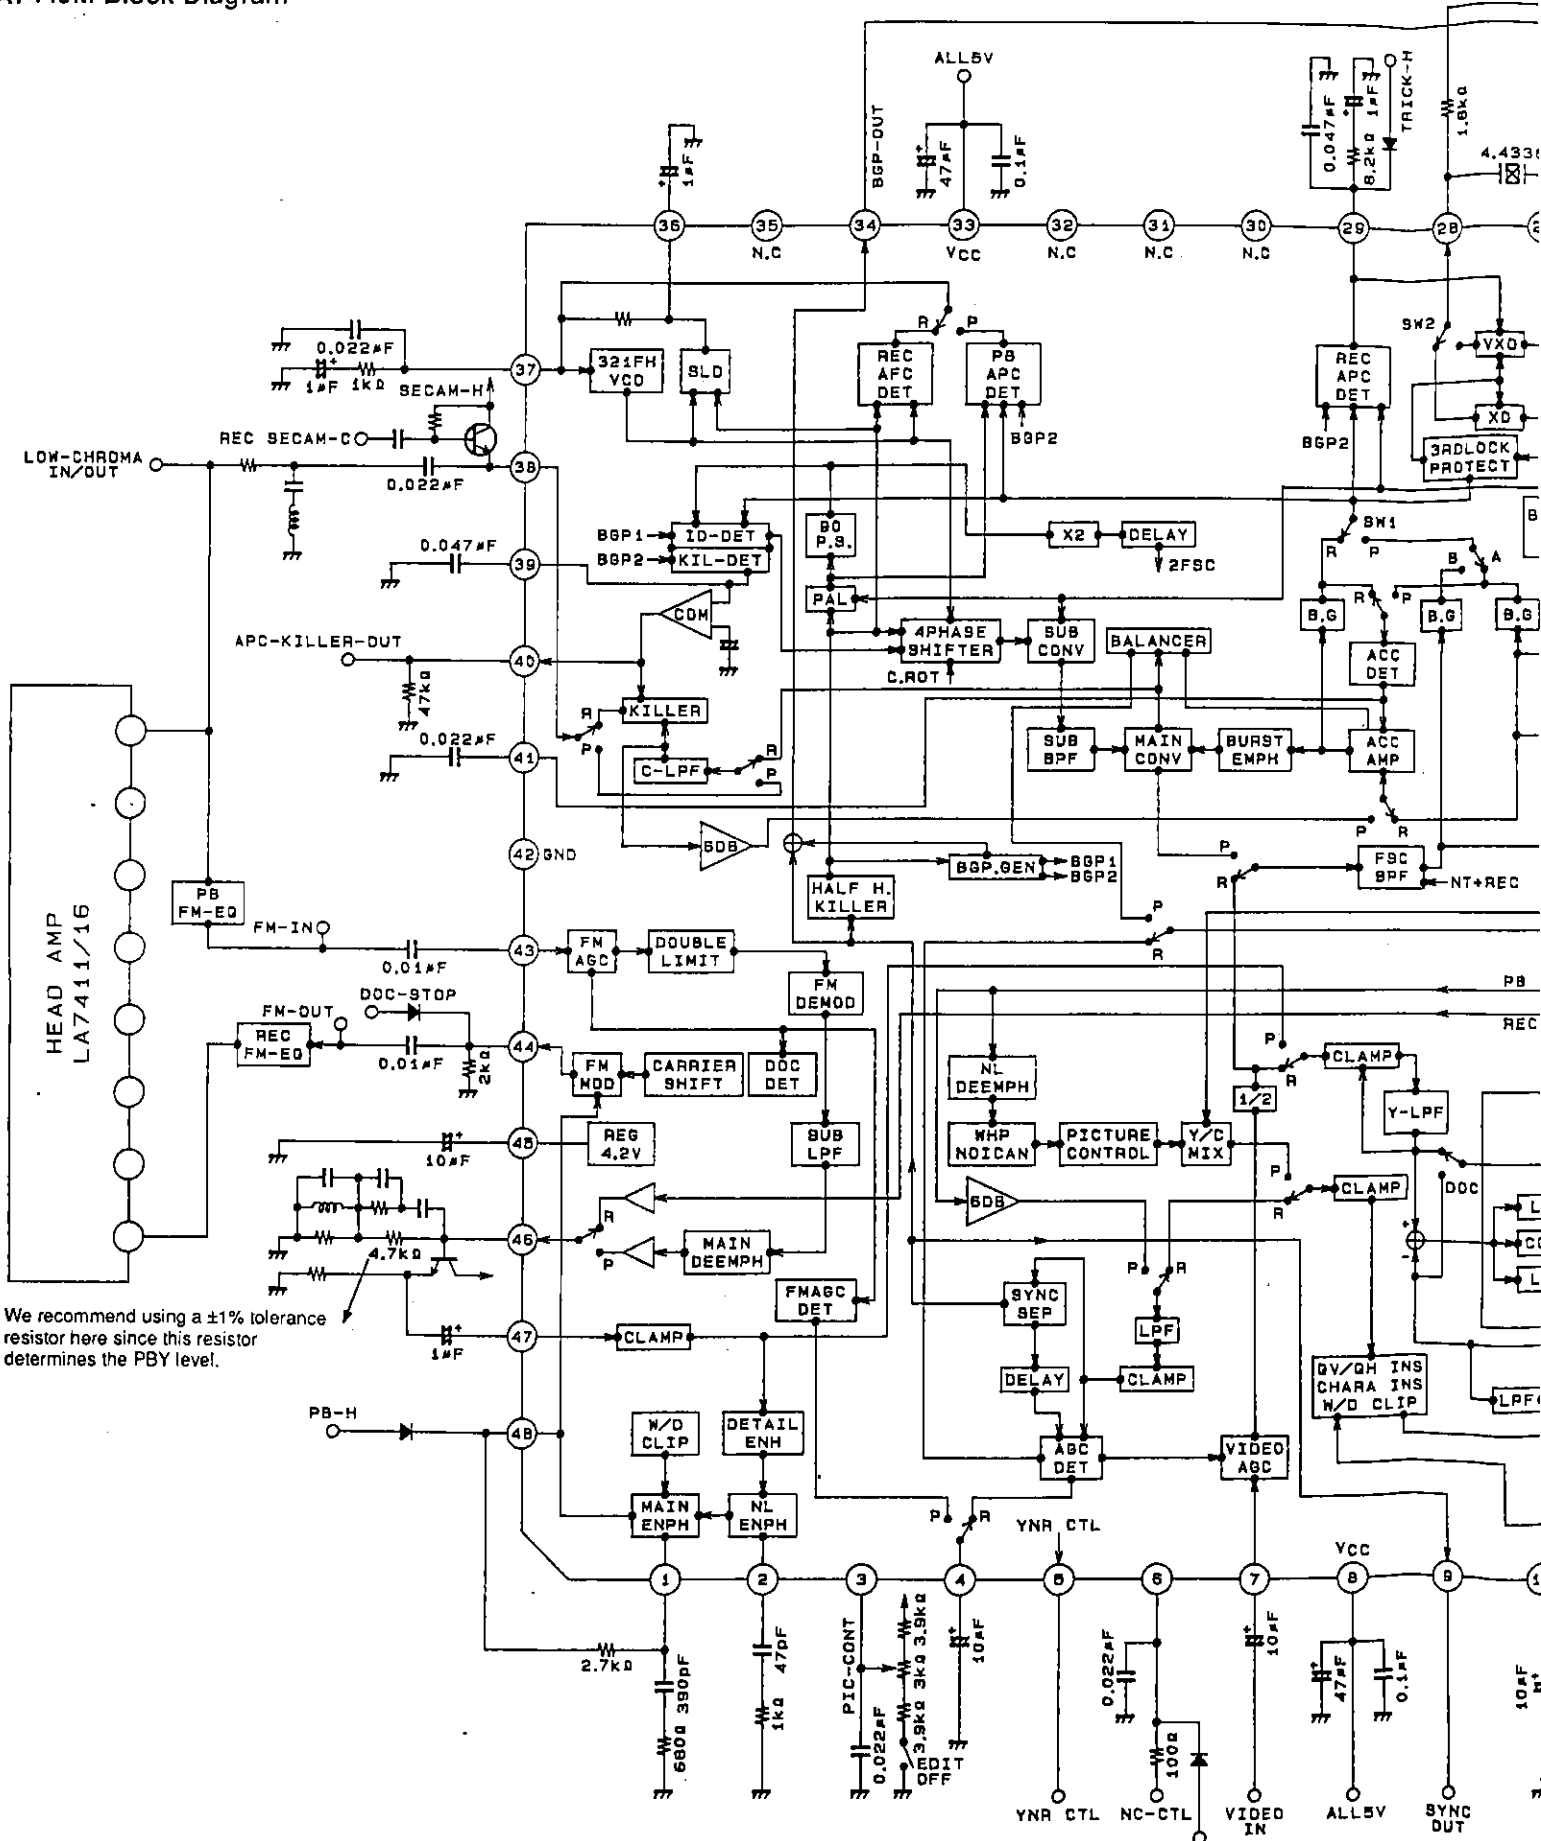 ALL5V
BGP-OUT
47µF
0.1µF
1µF
0.047µF
8.2kΩ
1µF
TRICK-H
1.8kΩ
36
35
34
33
32
31
30
29
28
N.C
VCC
N.C
N.C
N.C
0.022µF
1µF
1kΩ
37
321FH
VCO
SLD
R
P
REC
AFC
DET
PB
APC
DET
BGP2
REC
APC
DET
BGP2
SW2
VXO
XO
3RDLOCK
PROTECT
SECAM-H
REC SECAM-C
LOW-CHROMA
IN/OUT
0.022µF
38
BGP1
ID-DET
BGP2
KIL-DET
90
P.S.
X2
DELAY
2FSC
SW1
R
P
B
A
0.047µF
39
COM
PAL
4PHASE
SHIFTER
C.ROT
SUB
CONV
BALANCER
B.G
R
P
B.G
B.G
ACC
DET
APC-KILLER-OUT
40
47kΩ
KILLER
R
P
0.022µF
41
C-LPF
R
P
SUB
BPF
MAIN
CONV
BURST
EMPH
ACC
AMP
P
R
42
GND
6DB
BGP.GEN
BGP1
BGP2
P
R
FSC
BPF
NT+REC
HEAD AMP
LA7411/16
PB
FM-EQ
HALF H.
KILLER
P
R
FM-IN
0.01µF
43
FM
AGC
DOUBLE
LIMIT
FM
DEMOD
PB
REC
DOC-STOP
FM-OUT
REC
FM-EQ
0.01µF
2kΩ
44
FM
MOD
CARRIER
SHIFT
DOC
DET
NL
DEEMPH
P
R
CLAMP
1/2
Y-LPF
10µF
45
REG
4.2V
SUB
LPF
WHP
NOICAN
PICTURE
CONTROL
Y/C
MIX
P
R
CLAMP
DOC
4.7kΩ
46
R
P
MAIN
DEEMPH
6DB
P
R
+
-
FMAGC
DET
SYNC
SEP
LPF
We recommend using a ±1% tolerance
resistor here since this resistor
determines the PBY level.
1µF
47
CLAMP
DELAY
CLAMP
QV/QH INS
CHARA INS
W/D CLIP
PB-H
48
W/D
CLIP
DETAIL
ENH
AGC
DET
VIDEO
AGC
MAIN
ENPH
NL
ENPH
P
R
YNR CTL
VCC
1
2
3
4
5
6
7
8
9
2.7kΩ
390pF
680Ω
47pF
1kΩ
PIC-CONT
0.022µF
3.9kΩ
3kΩ
3.9kΩ
EDIT
OFF
10µF
0.022µF
100Ω
10µF
47µF
0.1µF
10µF
YNR CTL
NC-CTL
VIDEO
IN
ALL5V
SYNC
OUT